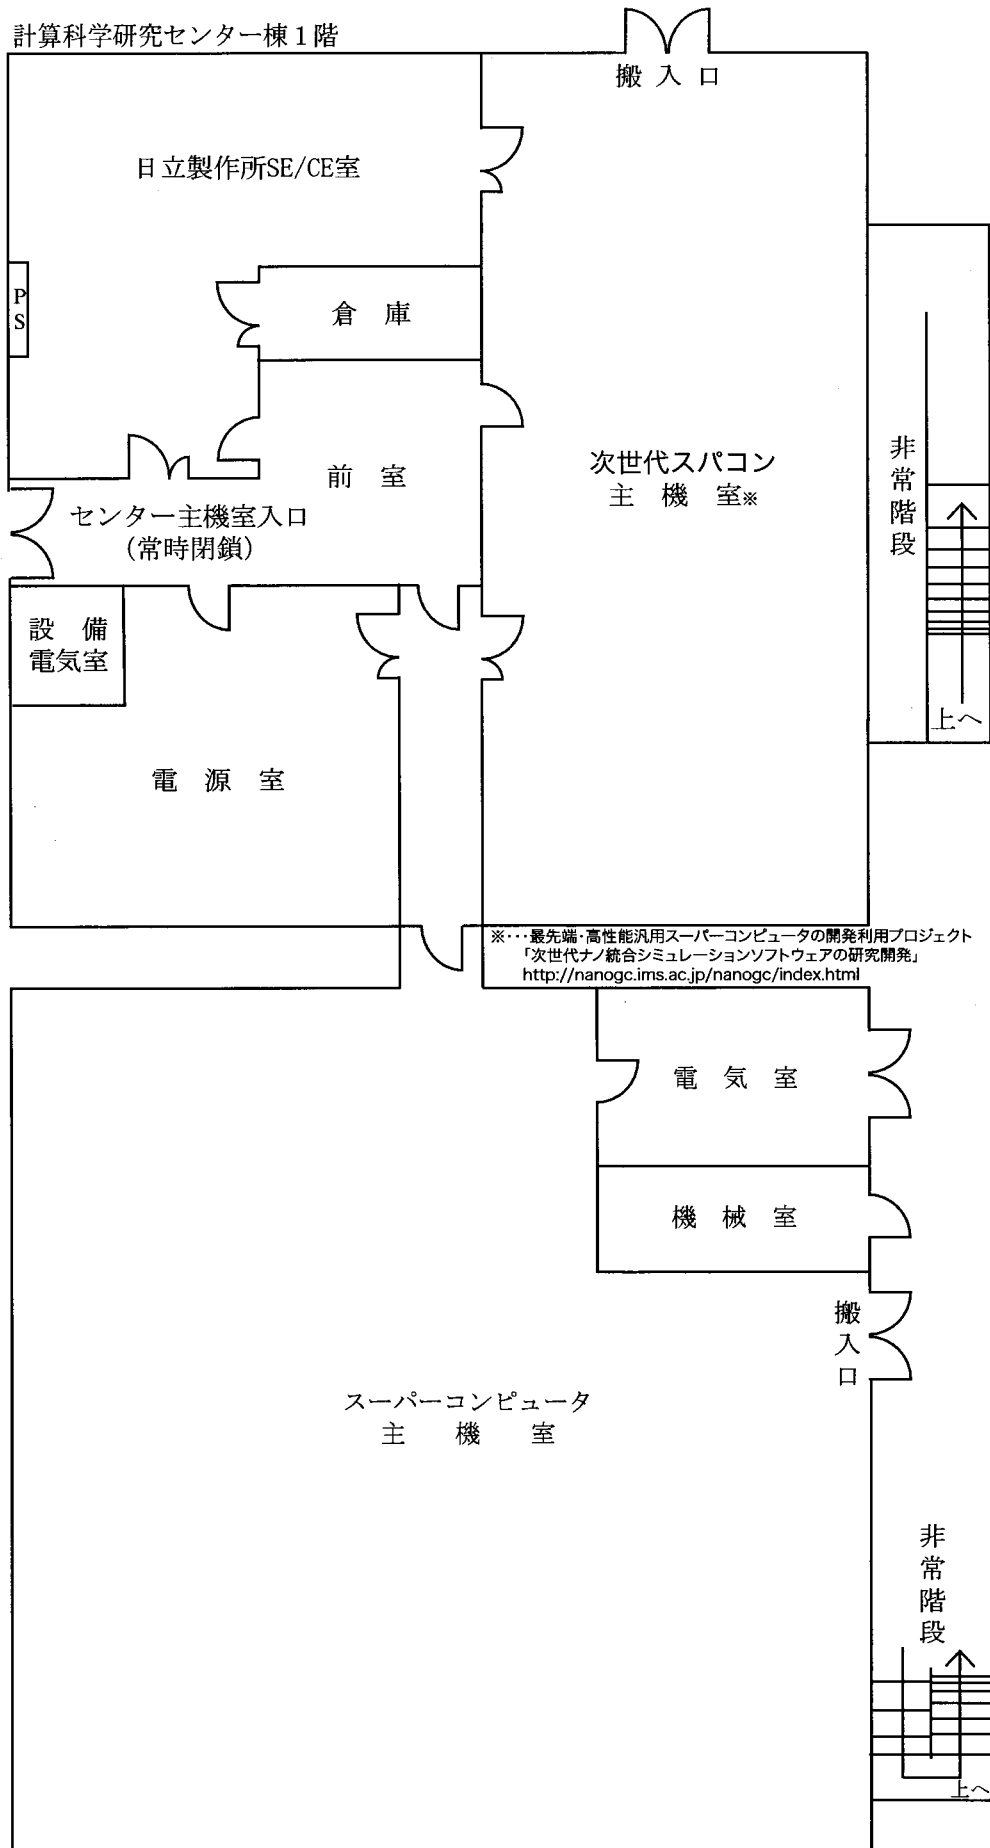 計算科学研究センター棟１階
搬 入 口
日立製作所SE/CE室
PS
倉 庫
前 室
次世代スパコン
主 機 室※
非常階段
センター主機室入口
(常時閉鎖)
設 備
電気室
上へ
電 源 室
※･･･最先端･高性能汎用スーパーコンピュータの開発利用プロジェクト
「次世代ナノ統合シミュレーションソフトウェアの研究開発」
http://nanogc.ims.ac.jp/nanogc/index.html
電 気 室
機 械 室
搬入口
スーパーコンピュータ
主 機 室
非常階段
上へ